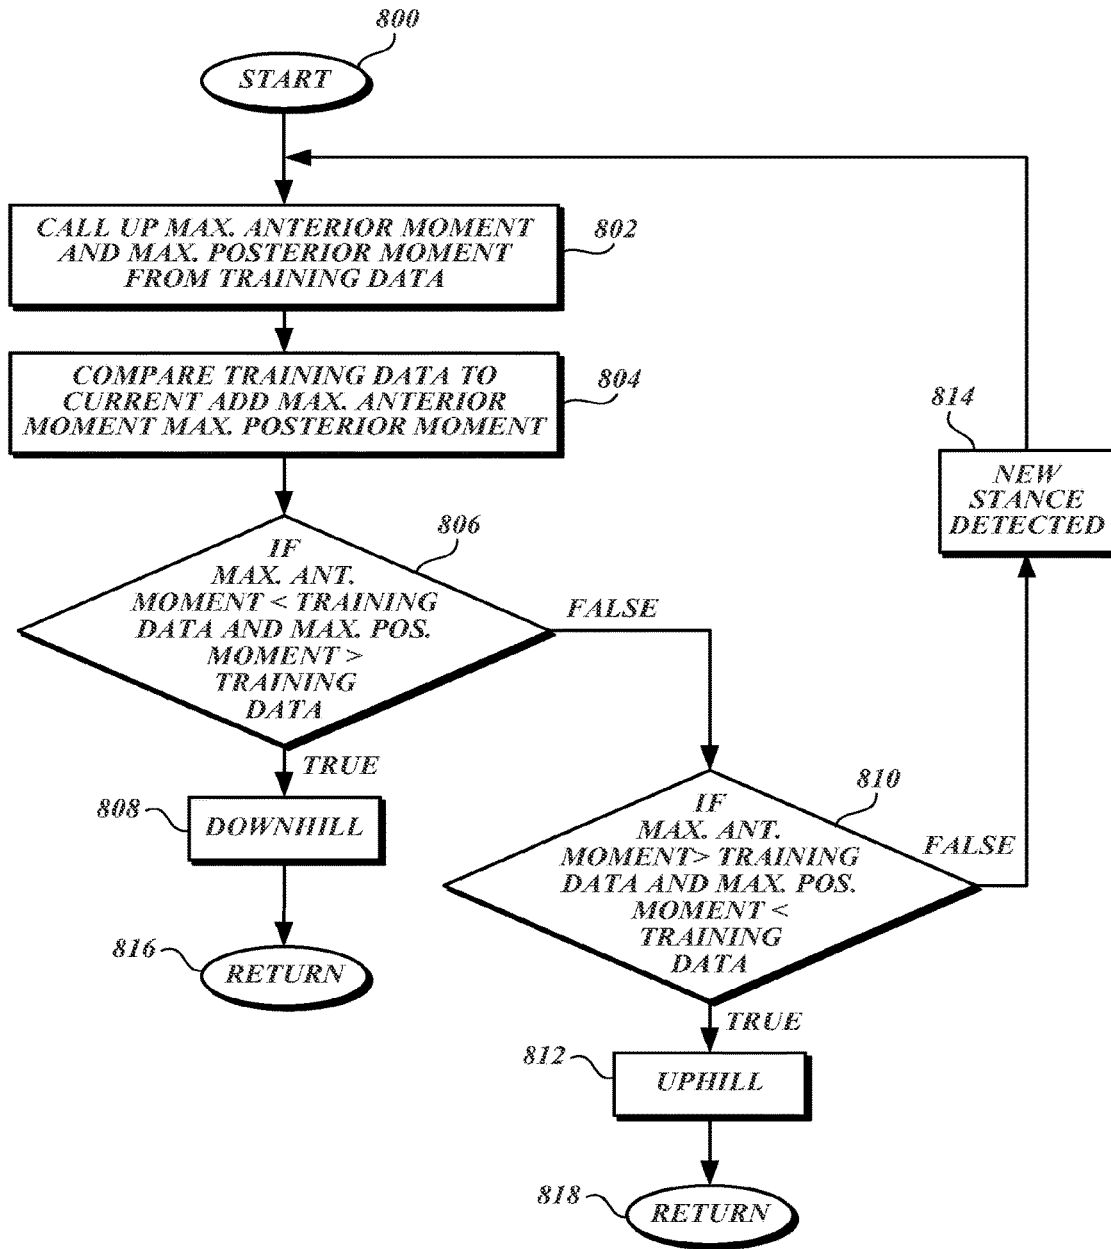 800
START
CALL UP MAX. ANTERIOR MOMENT
AND MAX. POSTERIOR MOMENT
FROM TRAINING DATA
802
COMPARE TRAINING DATA TO
CURRENT ADD MAX. ANTERIOR
MOMENT MAX. POSTERIOR MOMENT
804
814
NEW
STANCE
DETECTED
806
IF
MAX. ANT.
MOMENT < TRAINING
DATA AND MAX. POS.
MOMENT >
TRAINING
DATA
FALSE
TRUE
808
DOWNHILL
816
RETURN
810
IF
MAX. ANT.
MOMENT> TRAINING
DATA AND MAX. POS.
MOMENT <
TRAINING
DATA
FALSE
TRUE
812
UPHILL
818
RETURN